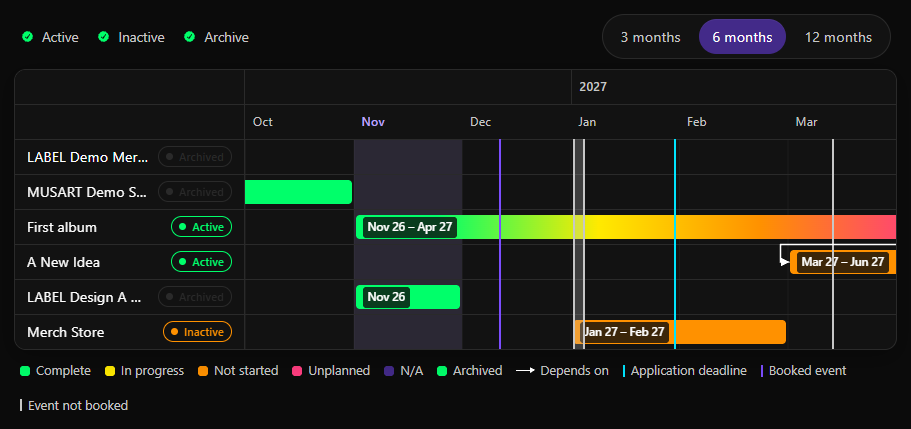 Active Inactive Archive 3 months 6 months 12 months
2027
Oct Nov Dec Jan Feb Mar
LABEL Demo Mer... Archived
MUSART Demo S... Archived
First album Active Nov 26 – Apr 27
A New Idea Active Mar 27 – Jun 27
LABEL Design A ... Archived Nov 26
Merch Store Inactive Jan 27 – Feb 27
Complete In progress Not started Unplanned N/A Archived Depends on Application deadline Booked event
Event not booked